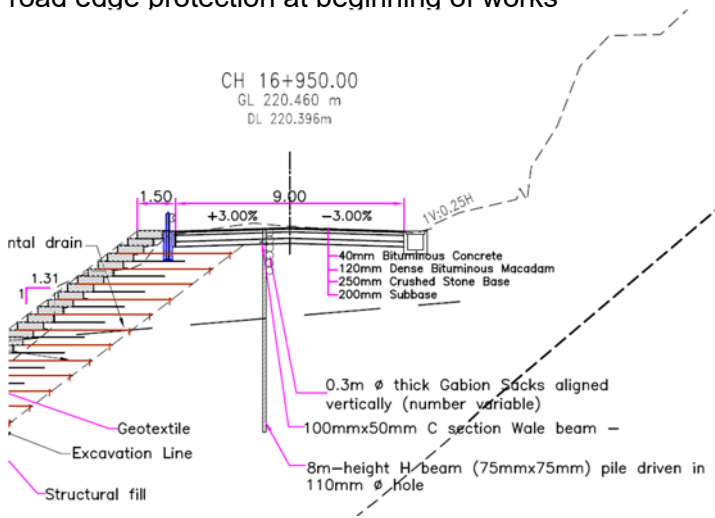 road edge protection at beginning of works
CH 16+950.00
GL 220.460 m
DL 220.396m
1.50
9.00
+3.00%
−3.00%
1V:0.25H
ntal drain
1.31
1
40mm Bituminous Concrete
120mm Dense Bituminous Macadam
250mm Crushed Stone Base
200mm Subbase
0.3m ø thick Gabion Sacks aligned
vertically (number variable)
Geotextile
100mmx50mm C section Wale beam −
Excavation Line
8m−height H beam (75mmx75mm) pile driven in
110mm ø hole
Structural fill